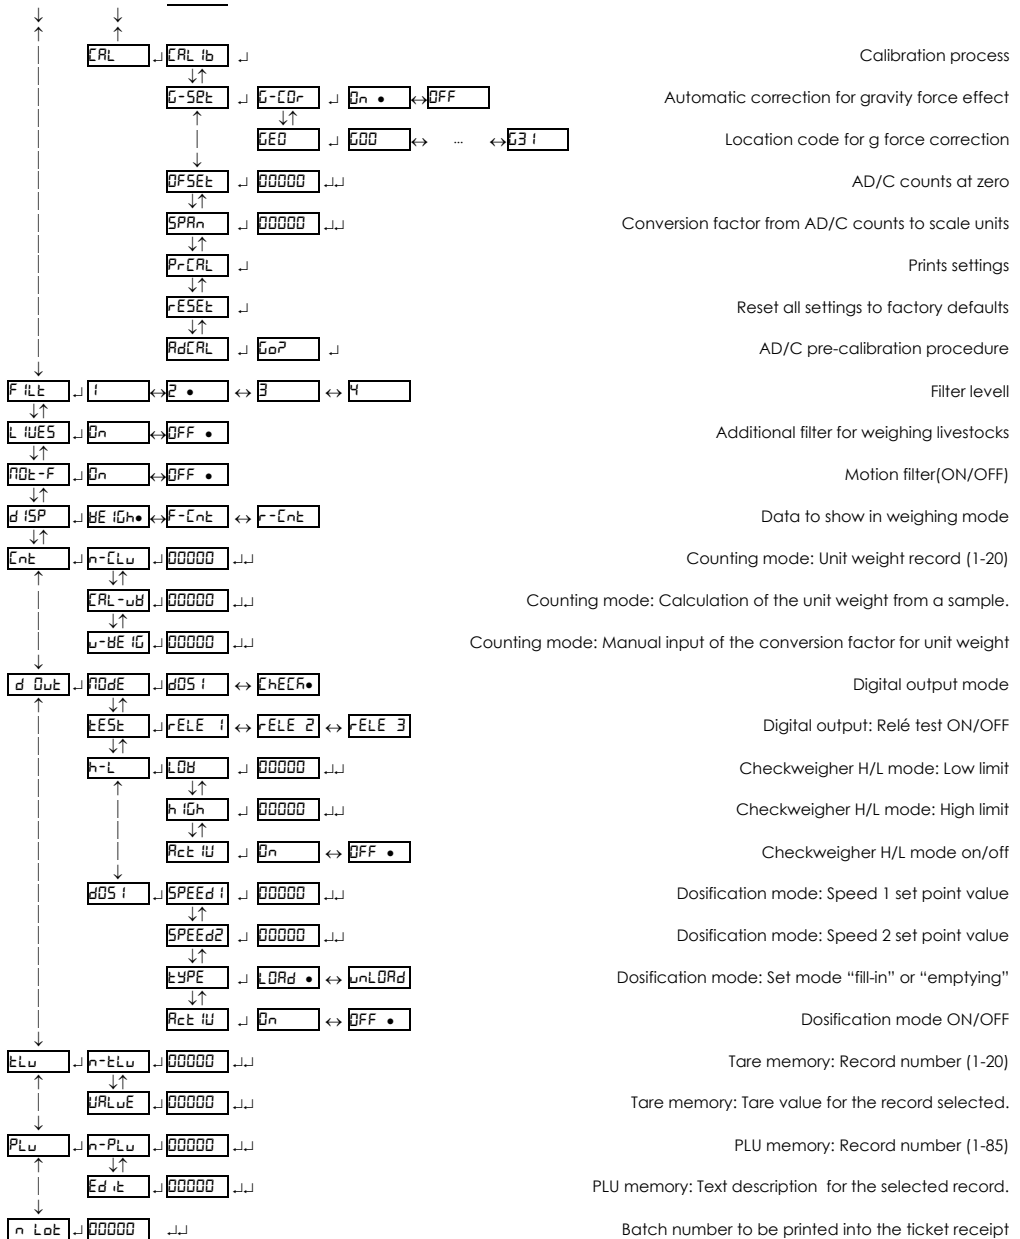 CAL CALib Calibration process
G-SPt G-COr On • OFF Automatic correction for gravity force effect
GEO G00 ... G31 Location code for g force correction
OFSEt 00000 AD/C counts at zero
SPAn 00000 Conversion factor from AD/C counts to scale units
PrCAL Prints settings
rESEt Reset all settings to factory defaults
AdCAL Go? AD/C pre-calibration procedure
FILt 1 2 • 3 4 Filter levell
LIVES On OFF • Additional filter for weighing livestocks
MOt-F On OFF • Motion filter(ON/OFF)
dISP WEIGh• F-Cnt r-Cnt Data to show in weighing mode
Cnt n-CLu 00000 Counting mode: Unit weight record (1-20)
CAL-uW 00000 Counting mode: Calculation of the unit weight from a sample.
u-WEIG 00000 Counting mode: Manual input of the conversion factor for unit weight
d Out MOdE dOSI ChECK• Digital output mode
tESt rELE 1 rELE 2 rELE 3 Digital output: Relé test ON/OFF
h-L LOW 00000 Checkweigher H/L mode: Low limit
hIGh 00000 Checkweigher H/L mode: High limit
ActIV On OFF • Checkweigher H/L mode on/off
dOSI SPEEd1 00000 Dosification mode: Speed 1 set point value
SPEEd2 00000 Dosification mode: Speed 2 set point value
tYPE LOAd • unLOAd Dosification mode: Set mode “fill-in” or “emptying”
ActIV On OFF • Dosification mode ON/OFF
tLu n-tLu 00000 Tare memory: Record number (1-20)
VALuE 00000 Tare memory: Tare value for the record selected.
PLu n-PLu 00000 PLU memory: Record number (1-85)
Edit 00000 PLU memory: Text description for the selected record.
n Lot 00000 Batch number to be printed into the ticket receipt